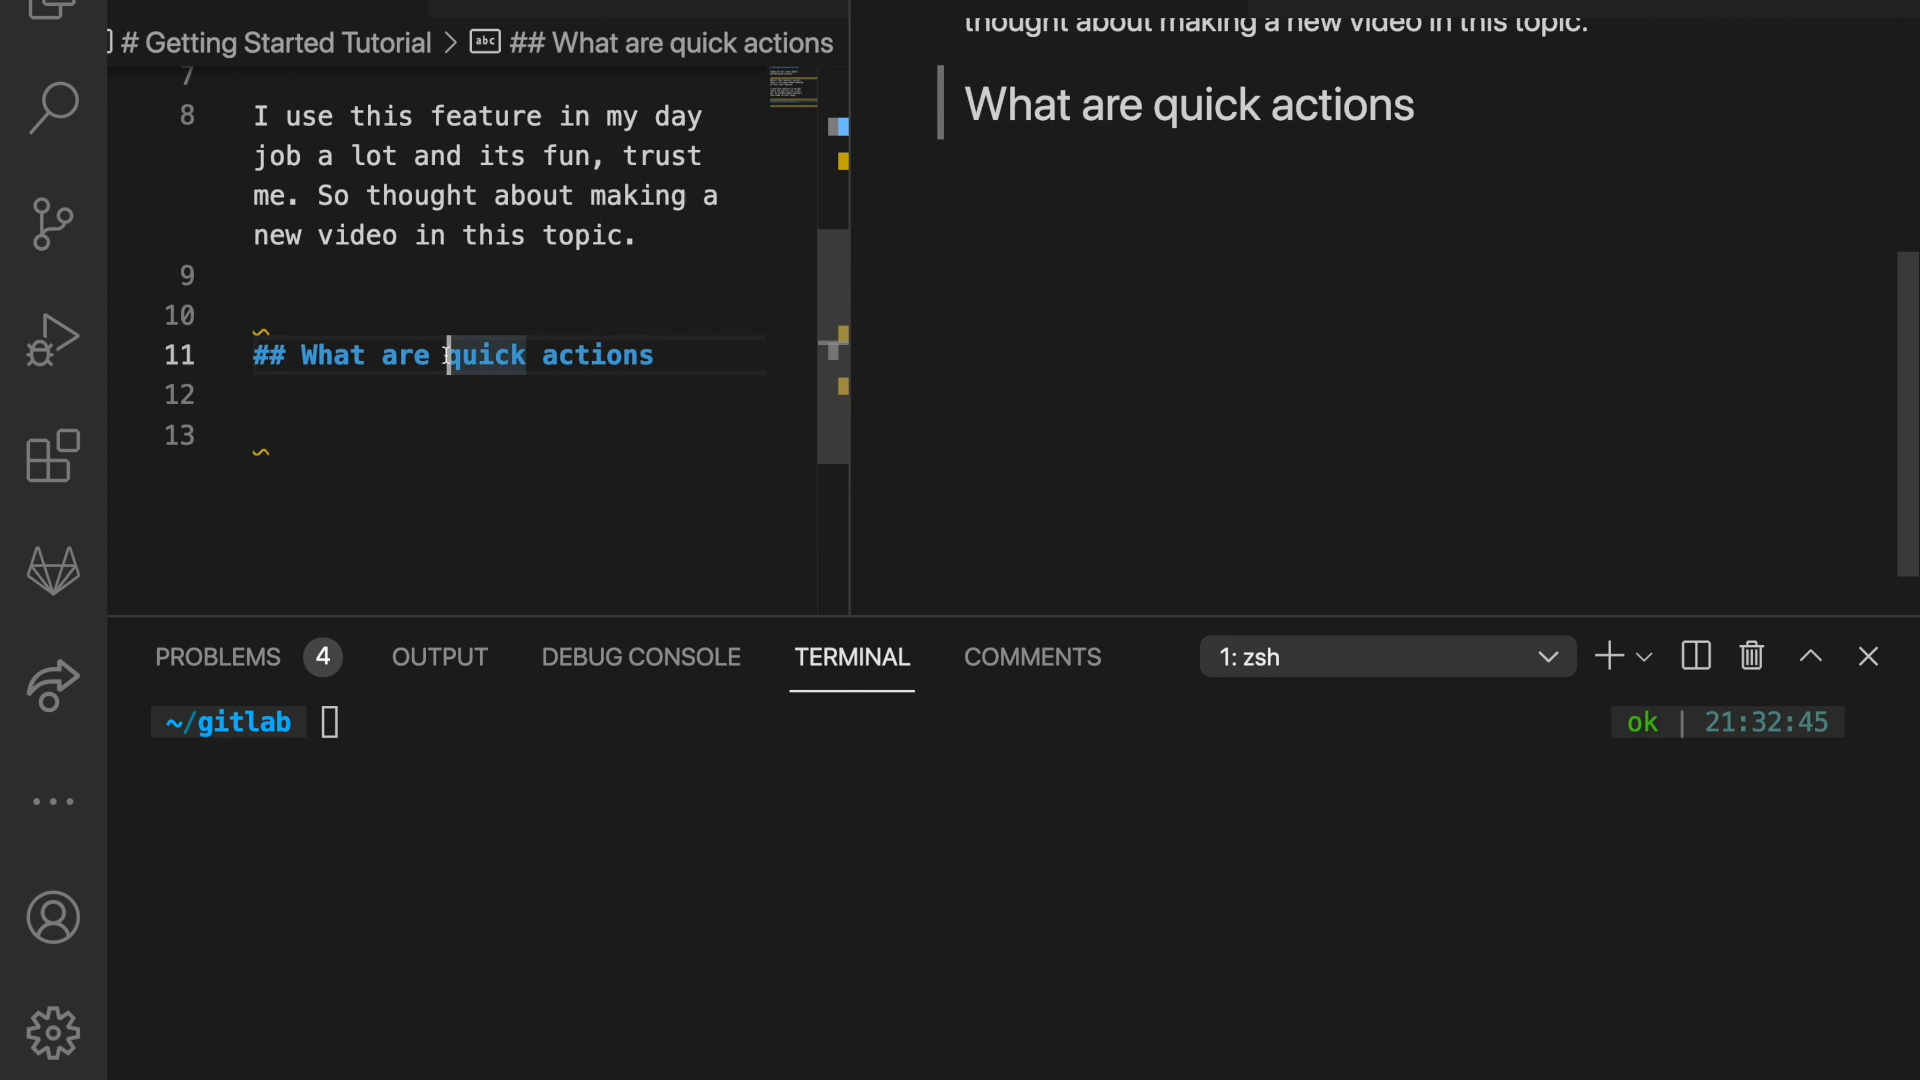 # Getting Started Tutorial > abc ## What are quick actions
thought about making a new video in this topic.
7
8 I use this feature in my day
job a lot and its fun, trust
me. So thought about making a
new video in this topic.
9
10
11 ## What are quick actions
12
13
What are quick actions
PROBLEMS 4 OUTPUT DEBUG CONSOLE TERMINAL COMMENTS 1: zsh
~/gitlab ok | 21:32:45